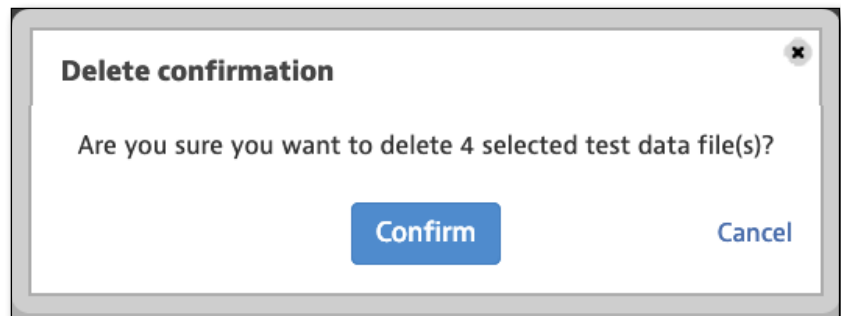 Delete confirmation
Are you sure you want to delete 4 selected test data file(s)?
Confirm
Cancel